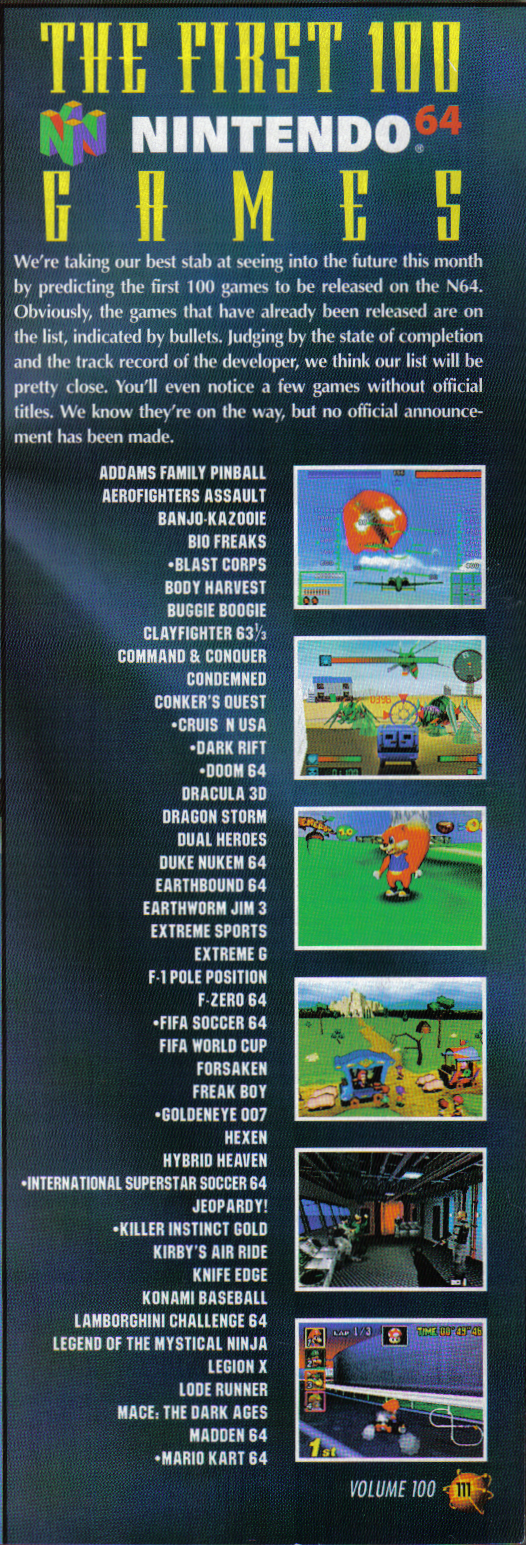 THE FIRST 100
NINTENDO 64
®
GAMES
We're taking our best stab at seeing into the future this month
by predicting the first 100 games to be released on the N64.
Obviously, the games that have already been released are on
the list, indicated by bullets. Judging by the state of completion
and the track record of the developer, we think our list will be
pretty close. You'll even notice a few games without official
titles. We know they're on the way, but no official announce-
ment has been made.
ADDAMS FAMILY PINBALL
AEROFIGHTERS ASSAULT
BANJO-KAZOOIE
BIO FREAKS
•BLAST CORPS
BODY HARVEST
BUGGIE BOOGIE
CLAYFIGHTER 63⅓
COMMAND & CONQUER
CONDEMNED
CONKER'S QUEST
•CRUIS N USA
•DARK RIFT
•DOOM 64
DRACULA 3D
DRAGON STORM
DUAL HEROES
DUKE NUKEM 64
EARTHBOUND 64
EARTHWORM JIM 3
EXTREME SPORTS
EXTREME G
F-1 POLE POSITION
F-ZERO 64
•FIFA SOCCER 64
FIFA WORLD CUP
FORSAKEN
FREAK BOY
•GOLDENEYE 007
HEXEN
HYBRID HEAVEN
•INTERNATIONAL SUPERSTAR SOCCER 64
JEOPARDY!
•KILLER INSTINCT GOLD
KIRBY'S AIR RIDE
KNIFE EDGE
KONAMI BASEBALL
LAMBORGHINI CHALLENGE 64
LEGEND OF THE MYSTICAL NINJA
LEGION X
LODE RUNNER
MACE: THE DARK AGES
MADDEN 64
•MARIO KART 64
LAP 1/3
TIME 00'49"46
1st
VOLUME 100 111